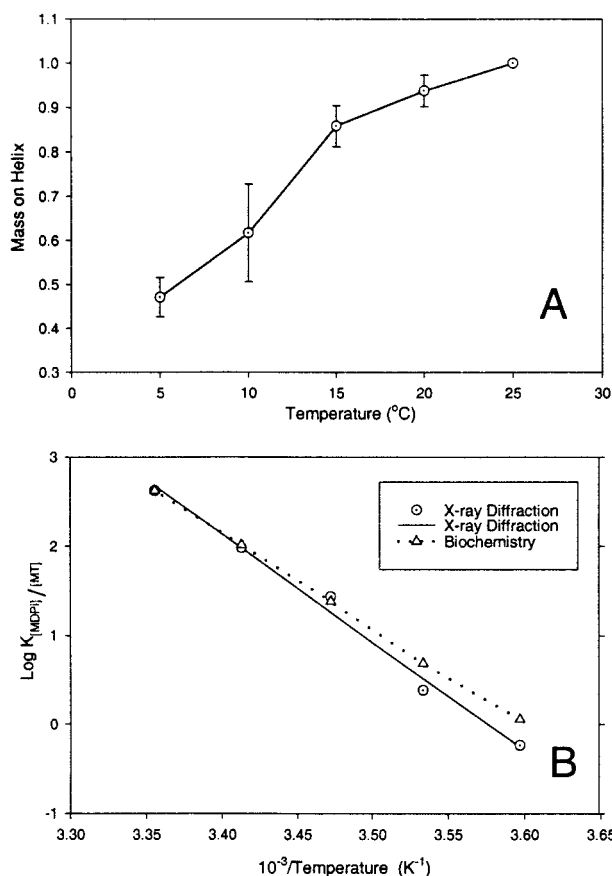 1.1
1.0
0.9
0.8
0.7
0.6
0.5
0.4
0.3
Mass on Helix
A
0 5 10 15 20 25 30
Temperature (°C)
3
2
1
0
-1
Log K[MDPi]/[MT]
X-ray Diffraction
X-ray Diffraction
Biochemistry
B
3.30 3.35 3.40 3.45 3.50 3.55 3.60 3.65
10-3/Temperature (K-1)